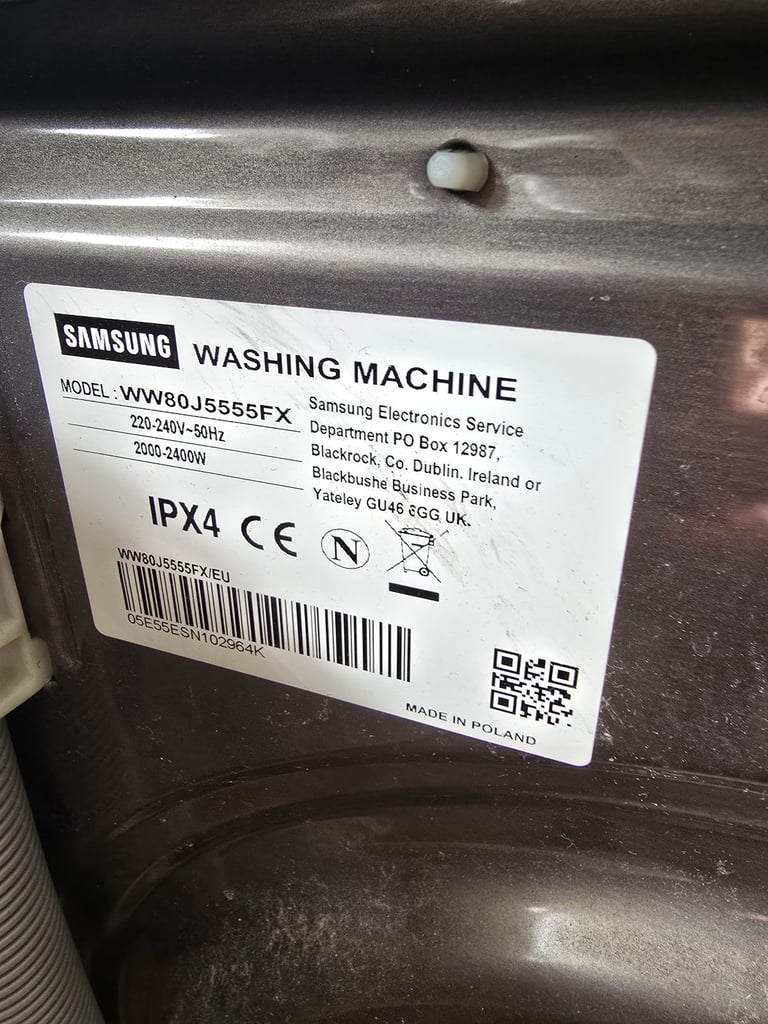 SAMSUNG WASHING MACHINE
MODEL : WW80J5555FX
220-240V~50Hz
2000-2400W
Samsung Electronics Service
Department PO Box 12987,
Blackrock, Co. Dublin. Ireland or
Blackbushe Business Park,
Yateley GU46 6GG UK.
IPX4 CE N
WW80J5555FX/EU
05E55ESN102964K
MADE IN POLAND